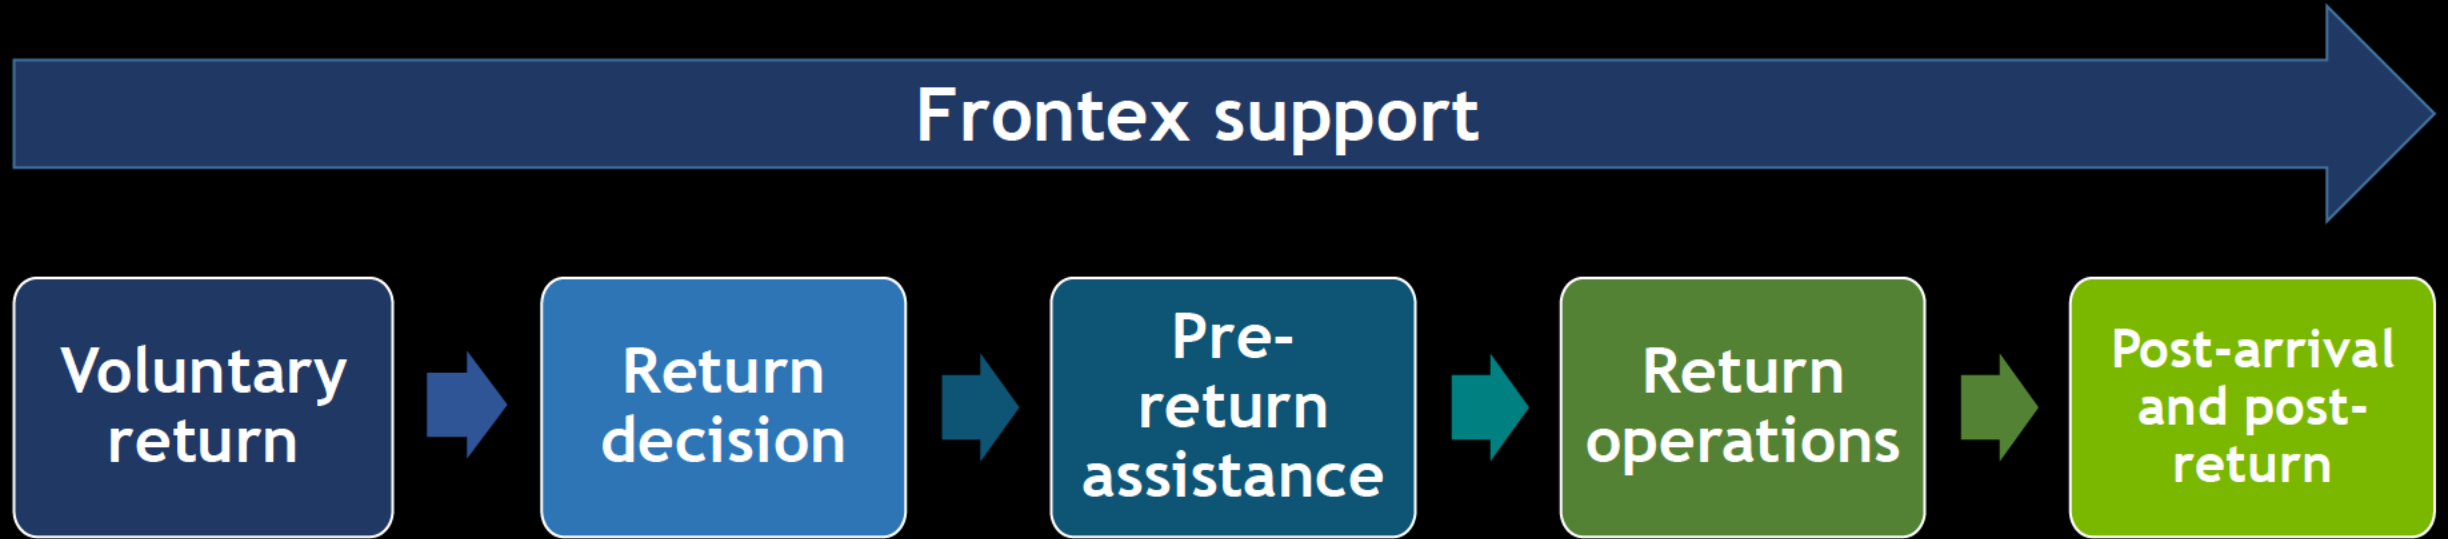 Frontex support
Voluntary
return
Return
decision
Pre-
return
assistance
Return
operations
Post-arrival
and post-
return